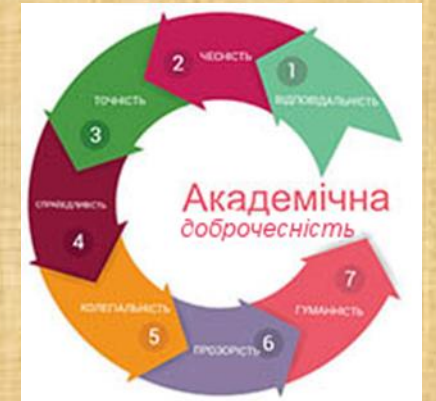 1
ВІДПОВІДАЛЬНІСТЬ
2
ЧЕСНІСТЬ
3
ТОЧНІСТЬ
4
СПРАВЕДЛИВІСТЬ
5
КОЛЕГІАЛЬНІСТЬ
6
ПРОЗОРІСТЬ
7
ГУМАННІСТЬ
Академічна
доброчесність